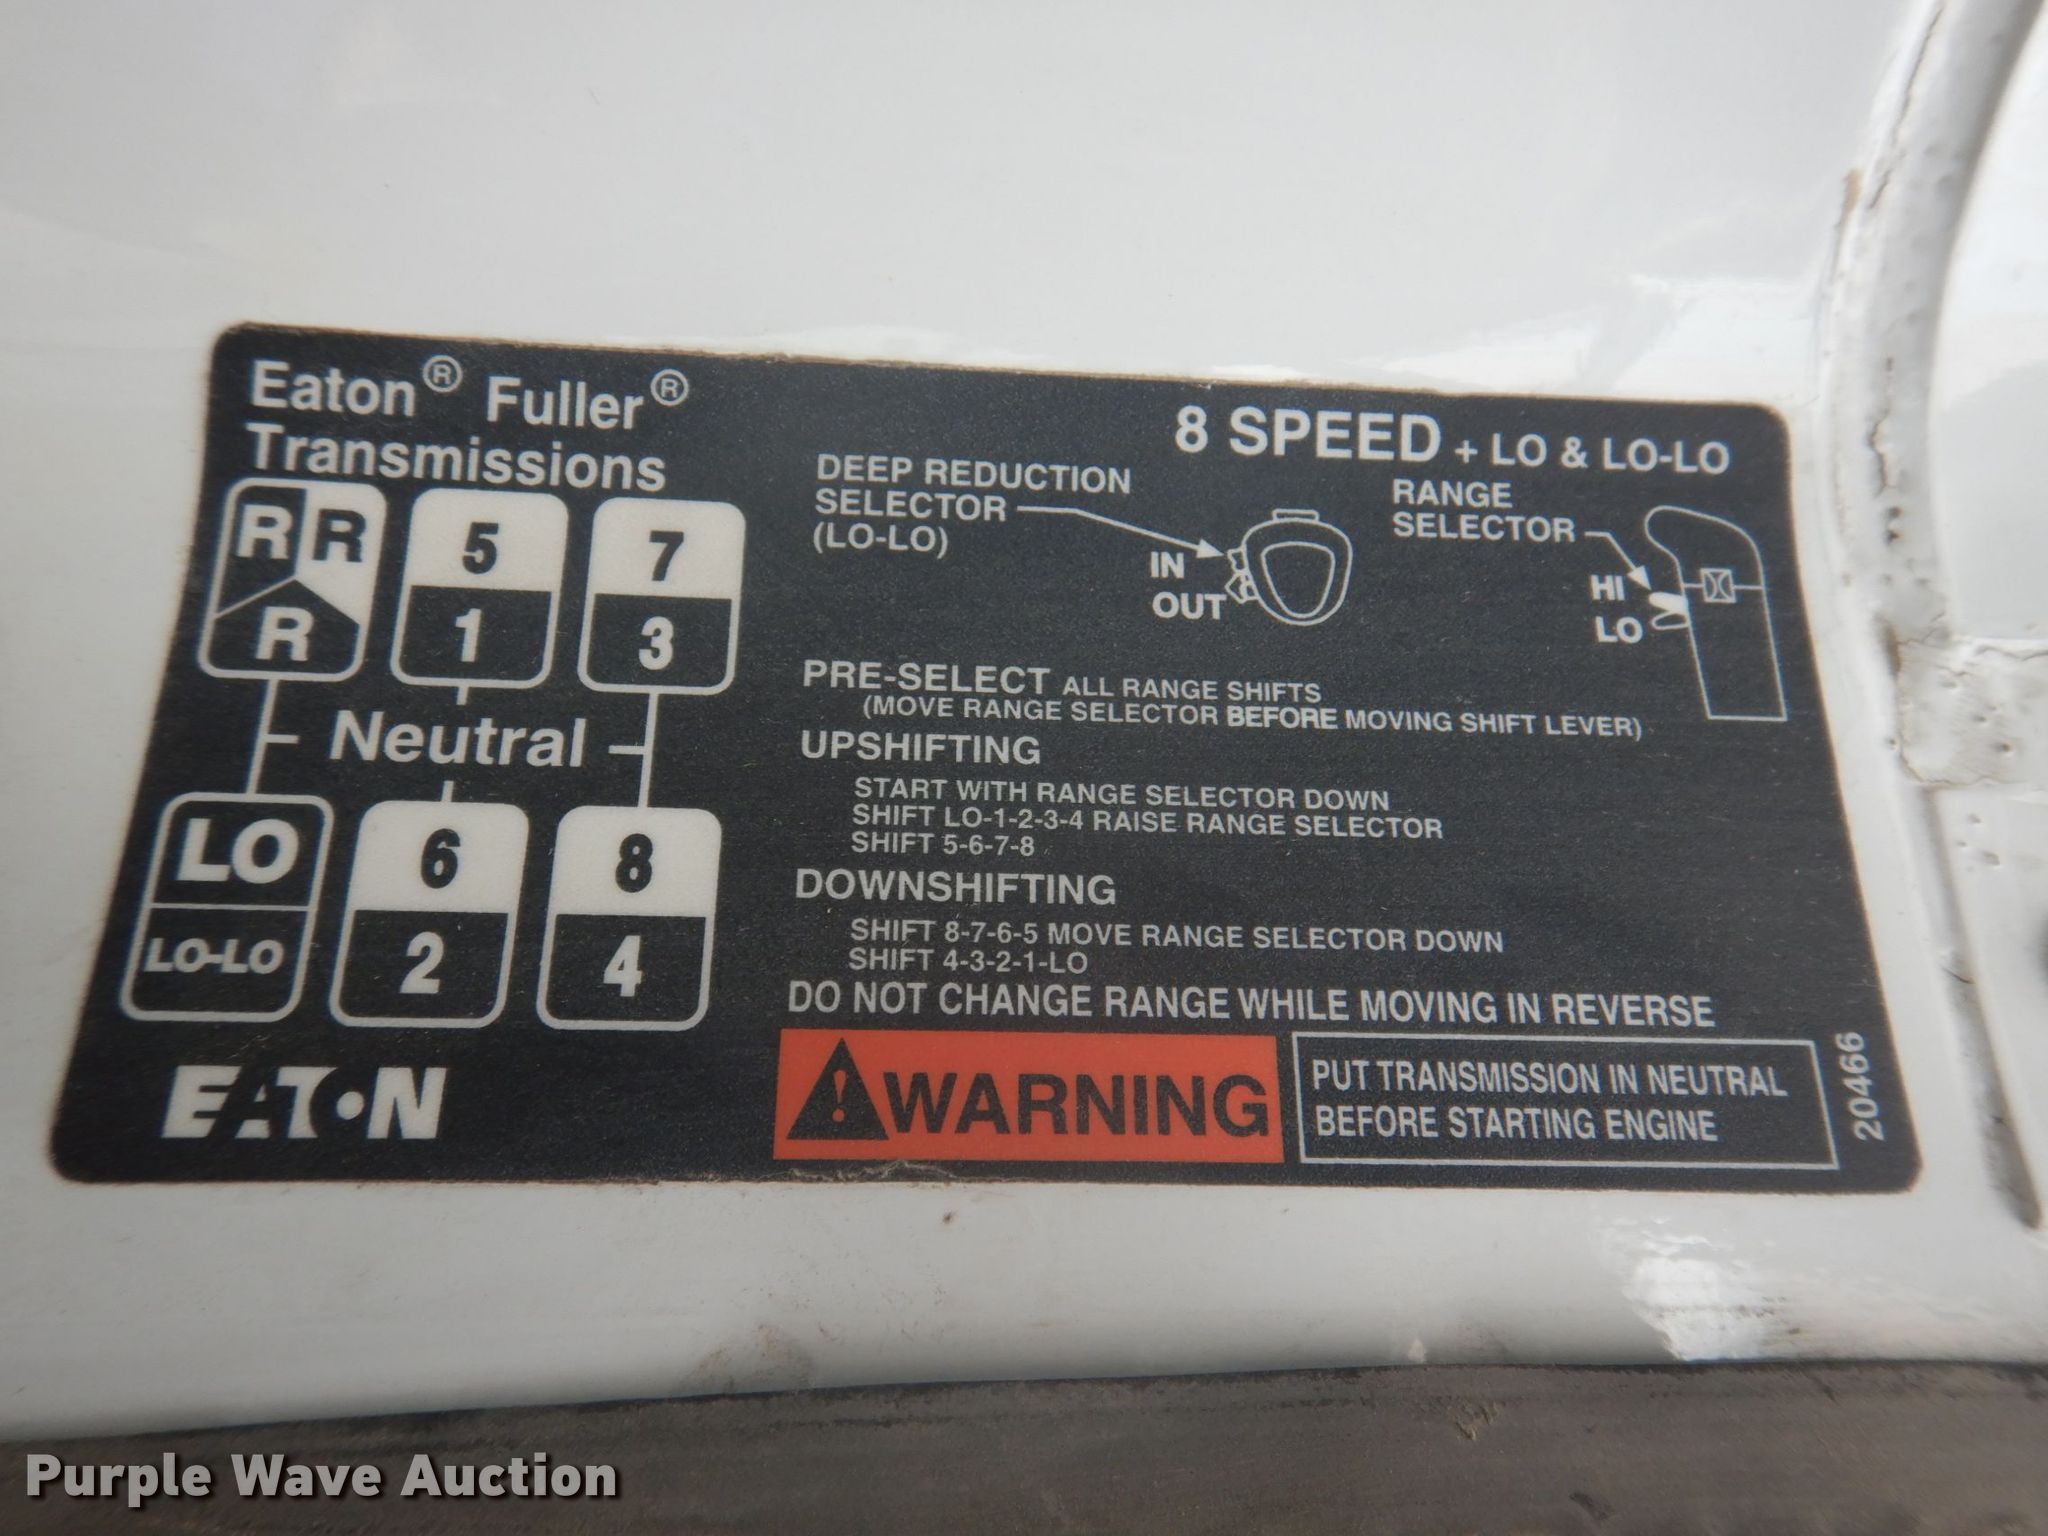 Eaton® Fuller®
Transmissions
8 SPEED + LO & LO-LO
DEEP REDUCTION
SELECTOR
(LO-LO)
IN
OUT
RANGE
SELECTOR
HI
LO
R R
R
5
1
7
3
Neutral
LO
LO-LO
6
2
8
4
PRE-SELECT ALL RANGE SHIFTS
(MOVE RANGE SELECTOR BEFORE MOVING SHIFT LEVER)
UPSHIFTING
START WITH RANGE SELECTOR DOWN
SHIFT LO-1-2-3-4 RAISE RANGE SELECTOR
SHIFT 5-6-7-8
DOWNSHIFTING
SHIFT 8-7-6-5 MOVE RANGE SELECTOR DOWN
SHIFT 4-3-2-1-LO
DO NOT CHANGE RANGE WHILE MOVING IN REVERSE
EATON
WARNING
PUT TRANSMISSION IN NEUTRAL
BEFORE STARTING ENGINE
20466
Purple Wave Auction